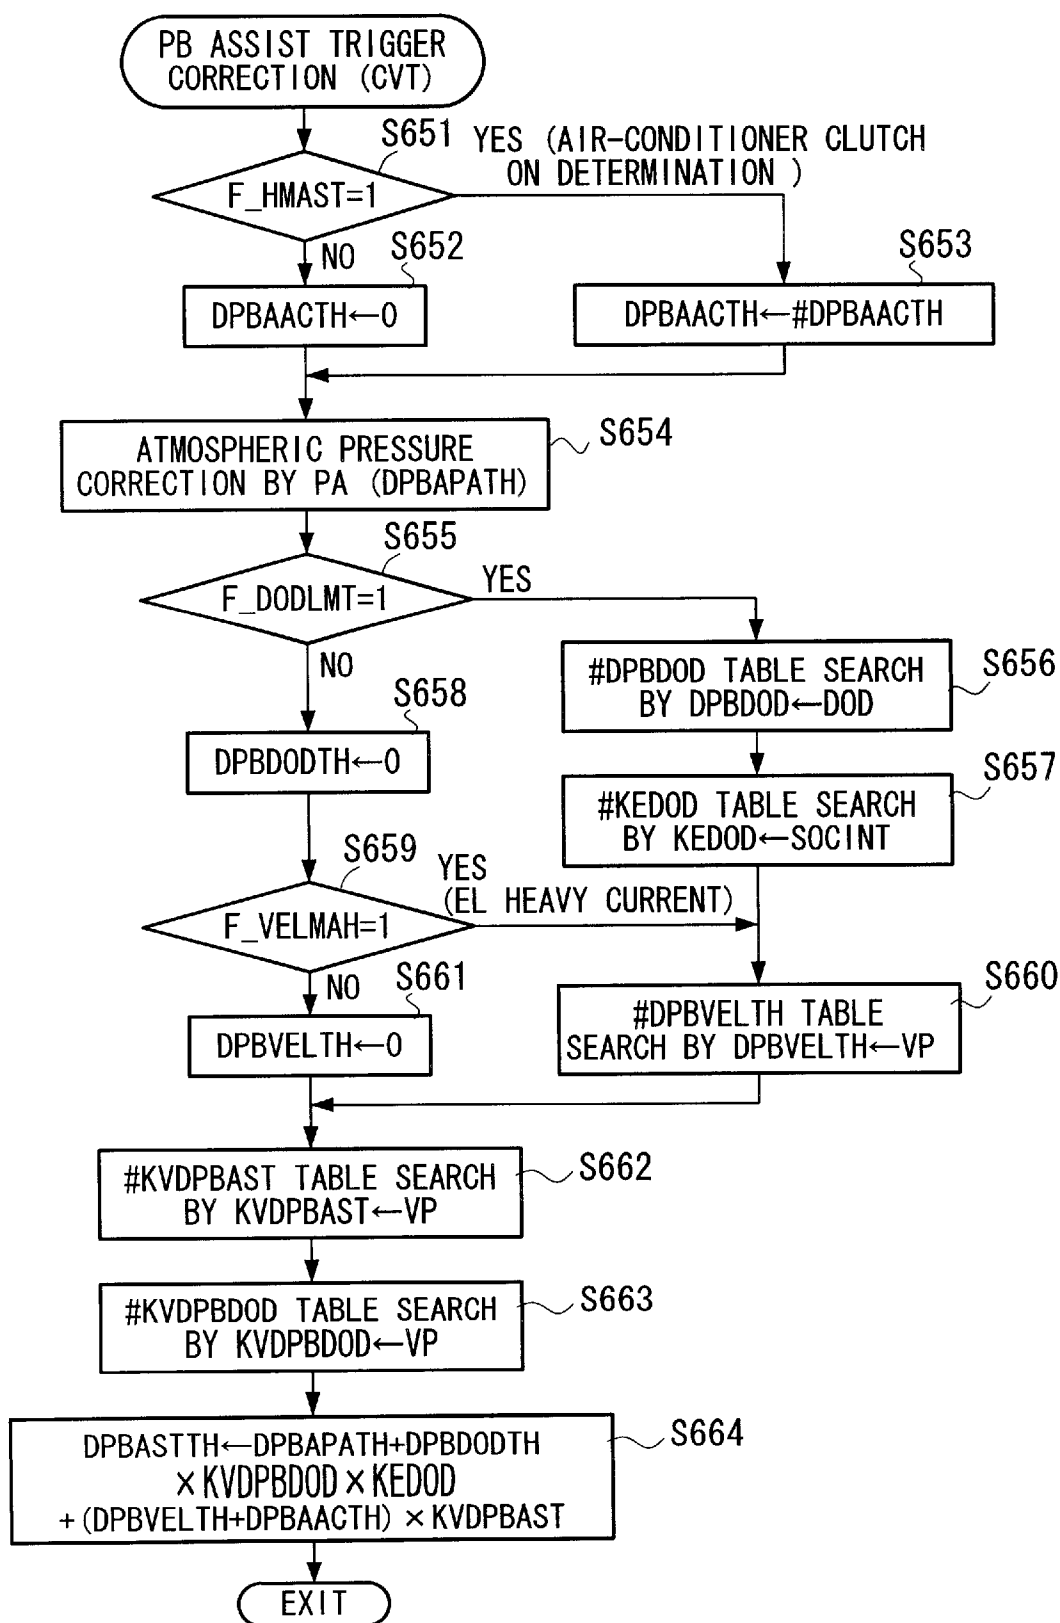 PB ASSIST TRIGGER
CORRECTION (CVT)
S651
YES (AIR-CONDITIONER CLUTCH
ON DETERMINATION )
F_HMAST=1
NO
S652
S653
DPBAACTH←0
DPBAACTH←#DPBAACTH
S654
ATMOSPHERIC PRESSURE
CORRECTION BY PA (DPBAPATH)
S655
F_DODLMT=1
YES
NO
S656
#DPBDOD TABLE SEARCH
BY DPBDOD←DOD
S658
DPBDODTH←0
S657
#KEDOD TABLE SEARCH
BY KEDOD←SOCINT
S659
YES
(EL HEAVY CURRENT)
F_VELMAH=1
NO
S661
S660
DPBVELTH←0
#DPBVELTH TABLE
SEARCH BY DPBVELTH←VP
S662
#KVDPBAST TABLE SEARCH
BY KVDPBAST←VP
S663
#KVDPBDOD TABLE SEARCH
BY KVDPBDOD←VP
S664
DPBASTTH←DPBAPATH+DPBDODTH
×KVDPBDOD×KEDOD
+(DPBVELTH+DPBAACTH)×KVDPBAST
EXIT